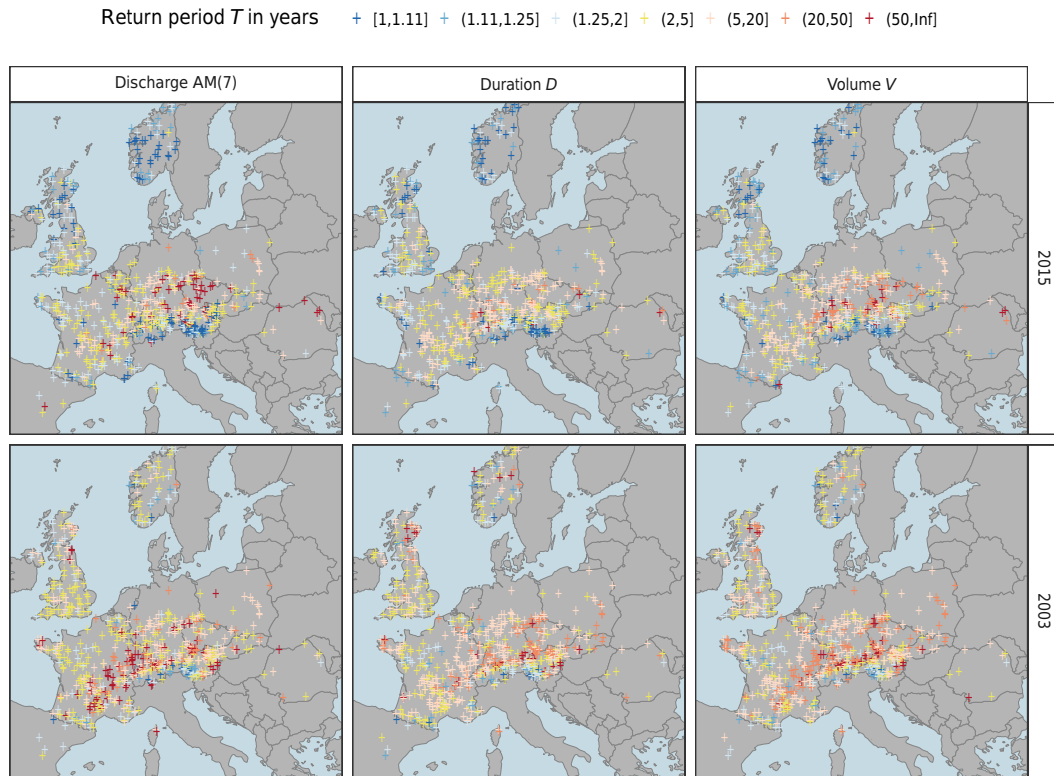 Return period T in years [1,1.11] (1.11,1.25] (1.25,2] (2,5] (5,20] (20,50] (50,Inf]
Discharge AM(7) Duration D Volume V
2015
2003